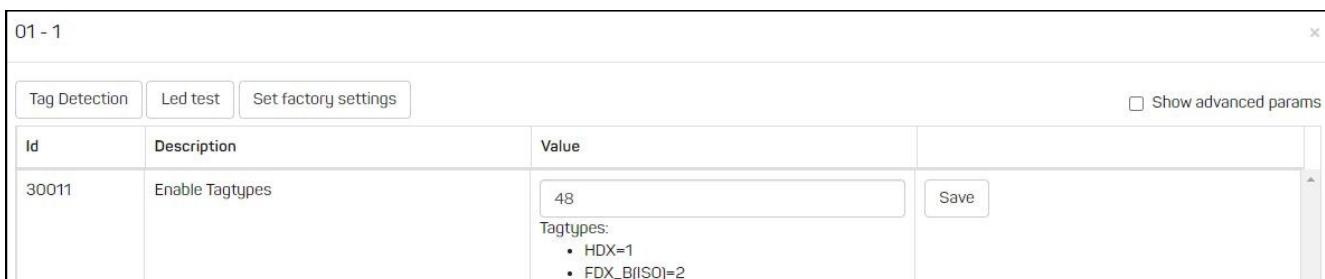 01 - 1
×
Tag Detection Led test Set factory settings Show advanced params
Id Description Value
30011 Enable Tagtypes 48 Save
Tagtypes:
• HDX=1
• FDX_B(ISO)=2